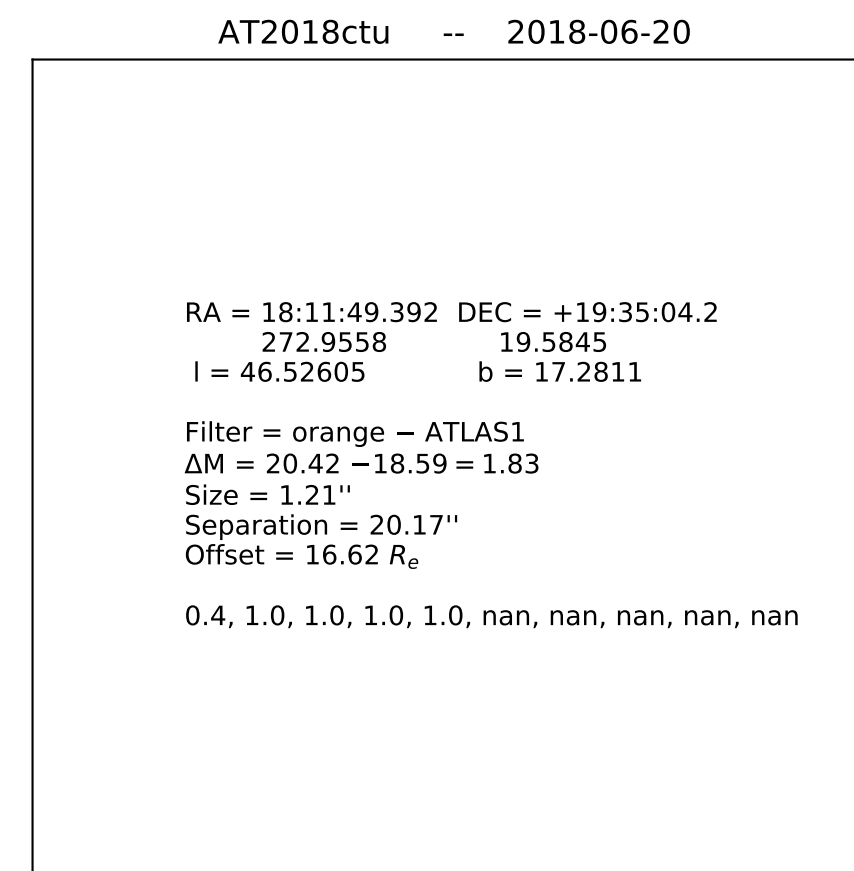 AT2018ctu -- 2018-06-20
RA = 18:11:49.392 DEC = +19:35:04.2
272.9558 19.5845
l = 46.52605 b = 17.2811
Filter = orange − ATLAS1
ΔM = 20.42 −18.59 = 1.83
Size = 1.21''
Separation = 20.17''
Offset = 16.62 Rₑ
0.4, 1.0, 1.0, 1.0, 1.0, nan, nan, nan, nan, nan